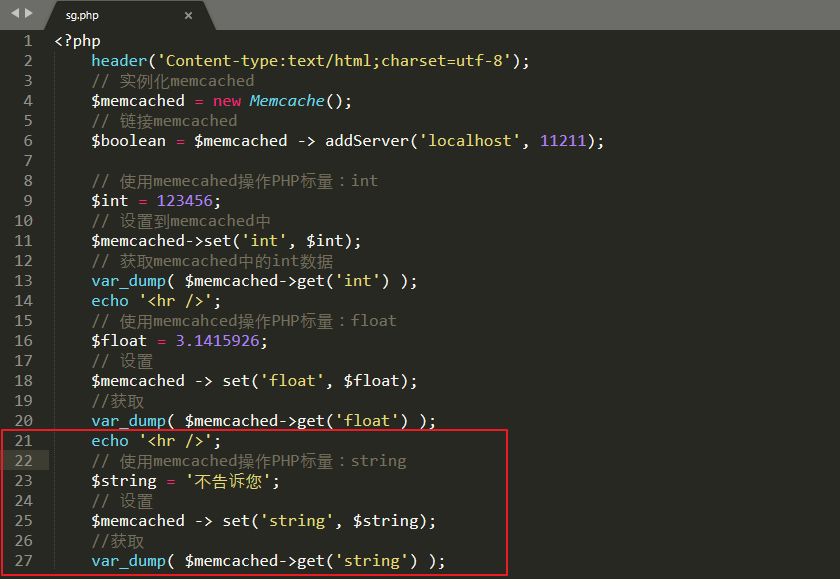 sg.php ×
1 <?php
2 header('Content-type:text/html;charset=utf-8');
3 // 实例化memcached
4 $memcached = new Memcache();
5 // 链接memcached
6 $boolean = $memcached -> addServer('localhost', 11211);
7
8 // 使用memecahed操作PHP标量：int
9 $int = 123456;
10 // 设置到memcached中
11 $memcached->set('int', $int);
12 // 获取memcached中的int数据
13 var_dump( $memcached->get('int') );
14 echo '<hr />';
15 // 使用memcahced操作PHP标量：float
16 $float = 3.1415926;
17 // 设置
18 $memcached -> set('float', $float);
19 //获取
20 var_dump( $memcached->get('float') );
21 echo '<hr />';
22 // 使用memcached操作PHP标量：string
23 $string = '不告诉您';
24 // 设置
25 $memcached -> set('string', $string);
26 //获取
27 var_dump( $memcached->get('string') );